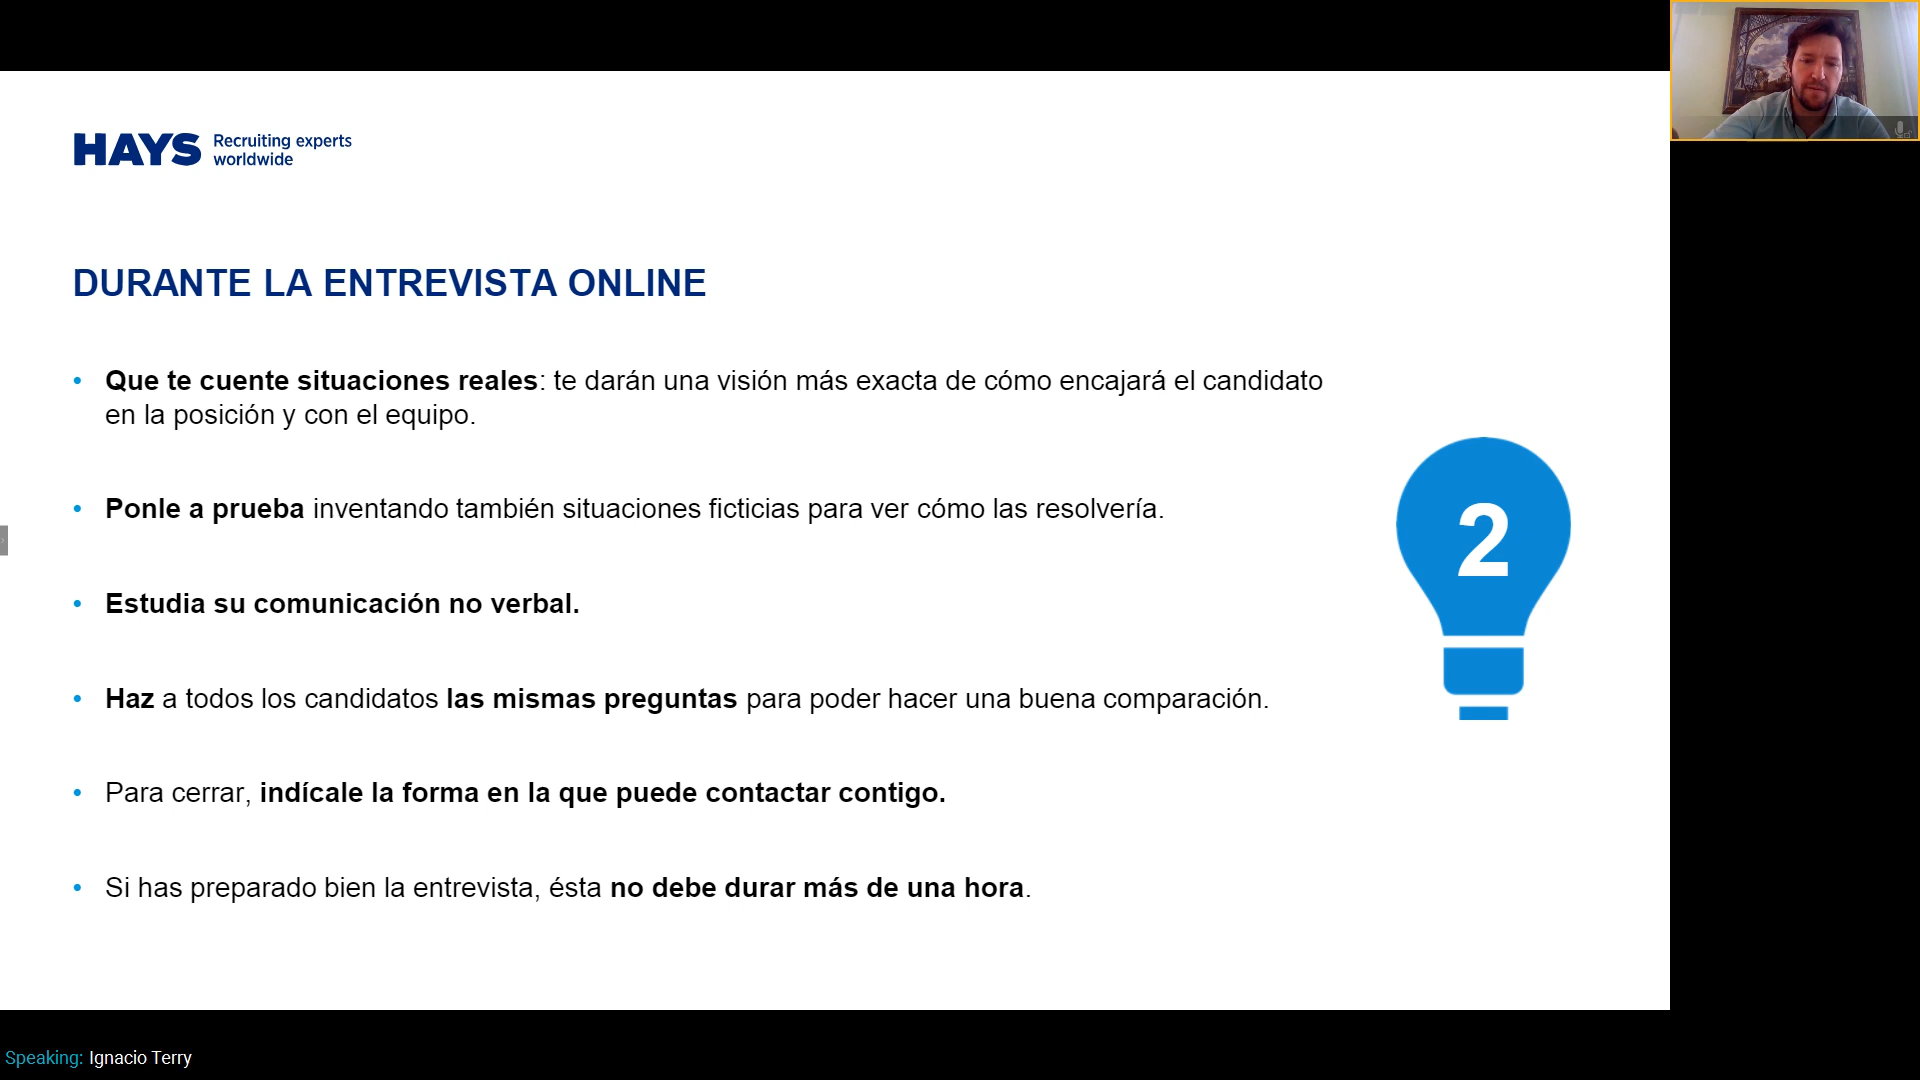 HAYS Recruiting experts
worldwide
DURANTE LA ENTREVISTA ONLINE
• Que te cuente situaciones reales: te darán una visión más exacta de cómo encajará el candidato
en la posición y con el equipo.
• Ponle a prueba inventando también situaciones ficticias para ver cómo las resolvería.
• Estudia su comunicación no verbal.
• Haz a todos los candidatos las mismas preguntas para poder hacer una buena comparación.
• Para cerrar, indícale la forma en la que puede contactar contigo.
• Si has preparado bien la entrevista, ésta no debe durar más de una hora.
2
Speaking: Ignacio Terry